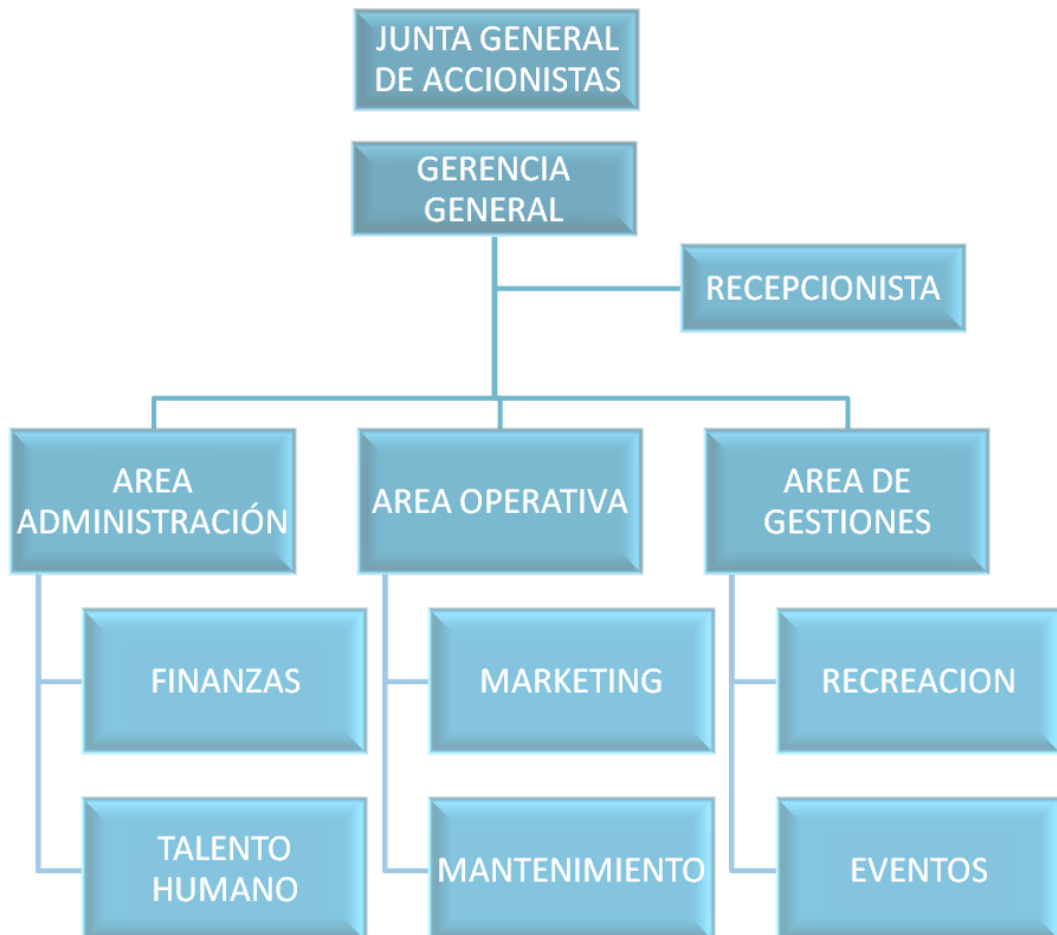 JUNTA GENERAL
DE ACCIONISTAS
GERENCIA
GENERAL
RECEPCIONISTA
AREA
ADMINISTRACIÓN
AREA OPERATIVA
AREA DE
GESTIONES
FINANZAS
MARKETING
RECREACION
TALENTO
HUMANO
MANTENIMIENTO
EVENTOS